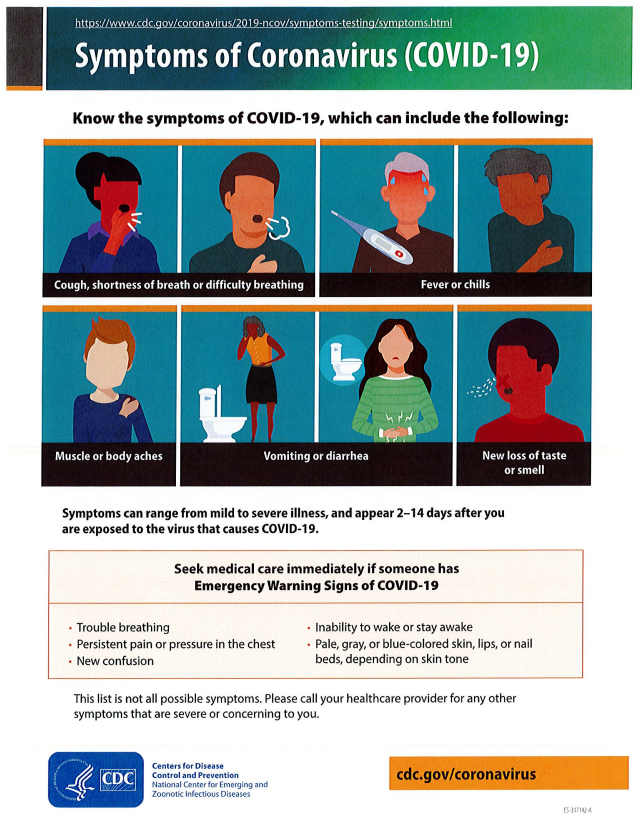 https://www.cdc.gov/coronavirus/2019-ncov/symptoms-testing/symptoms.html
Symptoms of Coronavirus (COVID-19)
Know the symptoms of COVID-19, which can include the following:
Cough, shortness of breath or difficulty breathing
Fever or chills
Muscle or body aches
Vomiting or diarrhea
New loss of taste
or smell
Symptoms can range from mild to severe illness, and appear 2–14 days after you
are exposed to the virus that causes COVID-19.
Seek medical care immediately if someone has
Emergency Warning Signs of COVID-19
• Trouble breathing
• Persistent pain or pressure in the chest
• New confusion
• Inability to wake or stay awake
• Pale, gray, or blue-colored skin, lips, or nail
beds, depending on skin tone
This list is not all possible symptoms. Please call your healthcare provider for any other
symptoms that are severe or concerning to you.
CDC
Centers for Disease
Control and Prevention
National Center for Emerging and
Zoonotic Infectious Diseases
cdc.gov/coronavirus
CS-317142-A